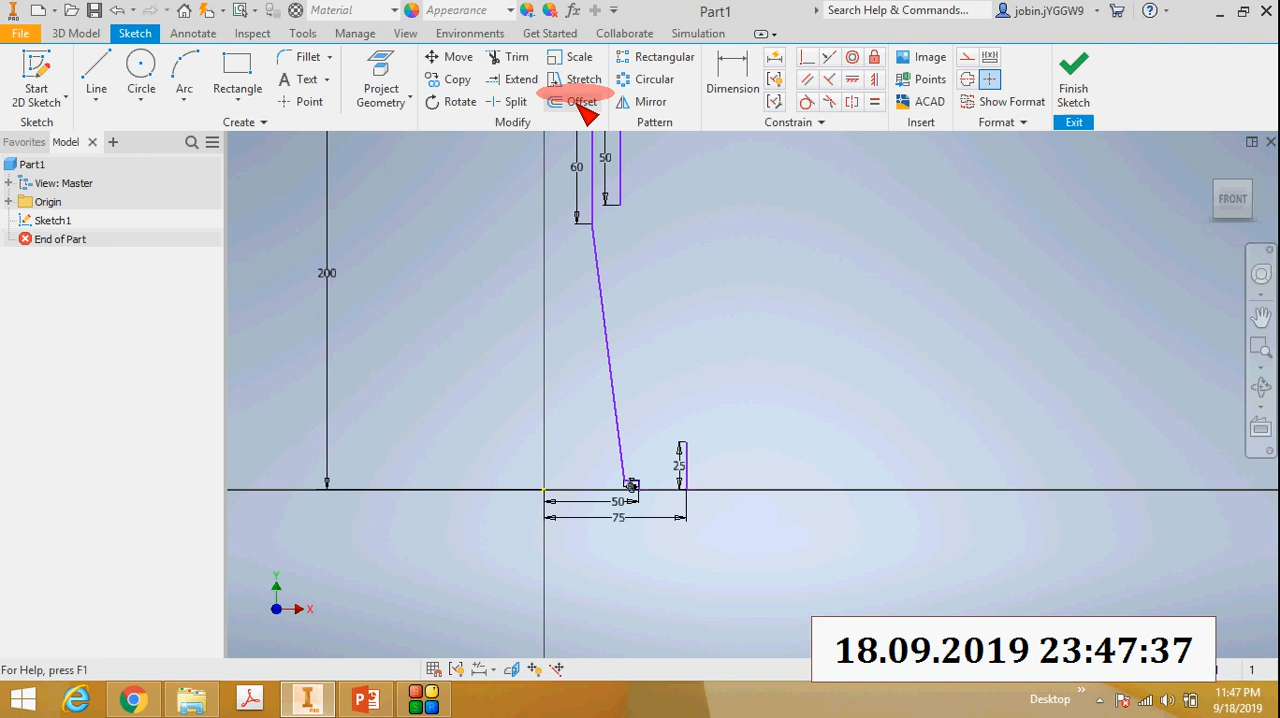 PRO
Material
Appearance
Part1
Search Help & Commands...
jobin.jYGGW9
File 3D Model Sketch Annotate Inspect Tools Manage View Environments Get Started Collaborate Simulation
Start
2D Sketch
Line
Circle
Arc
Rectangle
Fillet
Text
Point
Project
Geometry
Move
Copy
Rotate
Trim
Extend
Split
Scale
Stretch
Offset
Rectangular
Circular
Mirror
Dimension
Image
Points
ACAD
Show Format
Finish
Sketch
Sketch Create Modify Pattern Constrain Insert Format Exit
Favorites Model
Part1
View: Master
Origin
Sketch1
End of Part
60
50
200
25
50
75
FRONT
Y
X
18.09.2019 23:47:37
For Help, press F1
1
Desktop
11:47 PM
9/18/2019